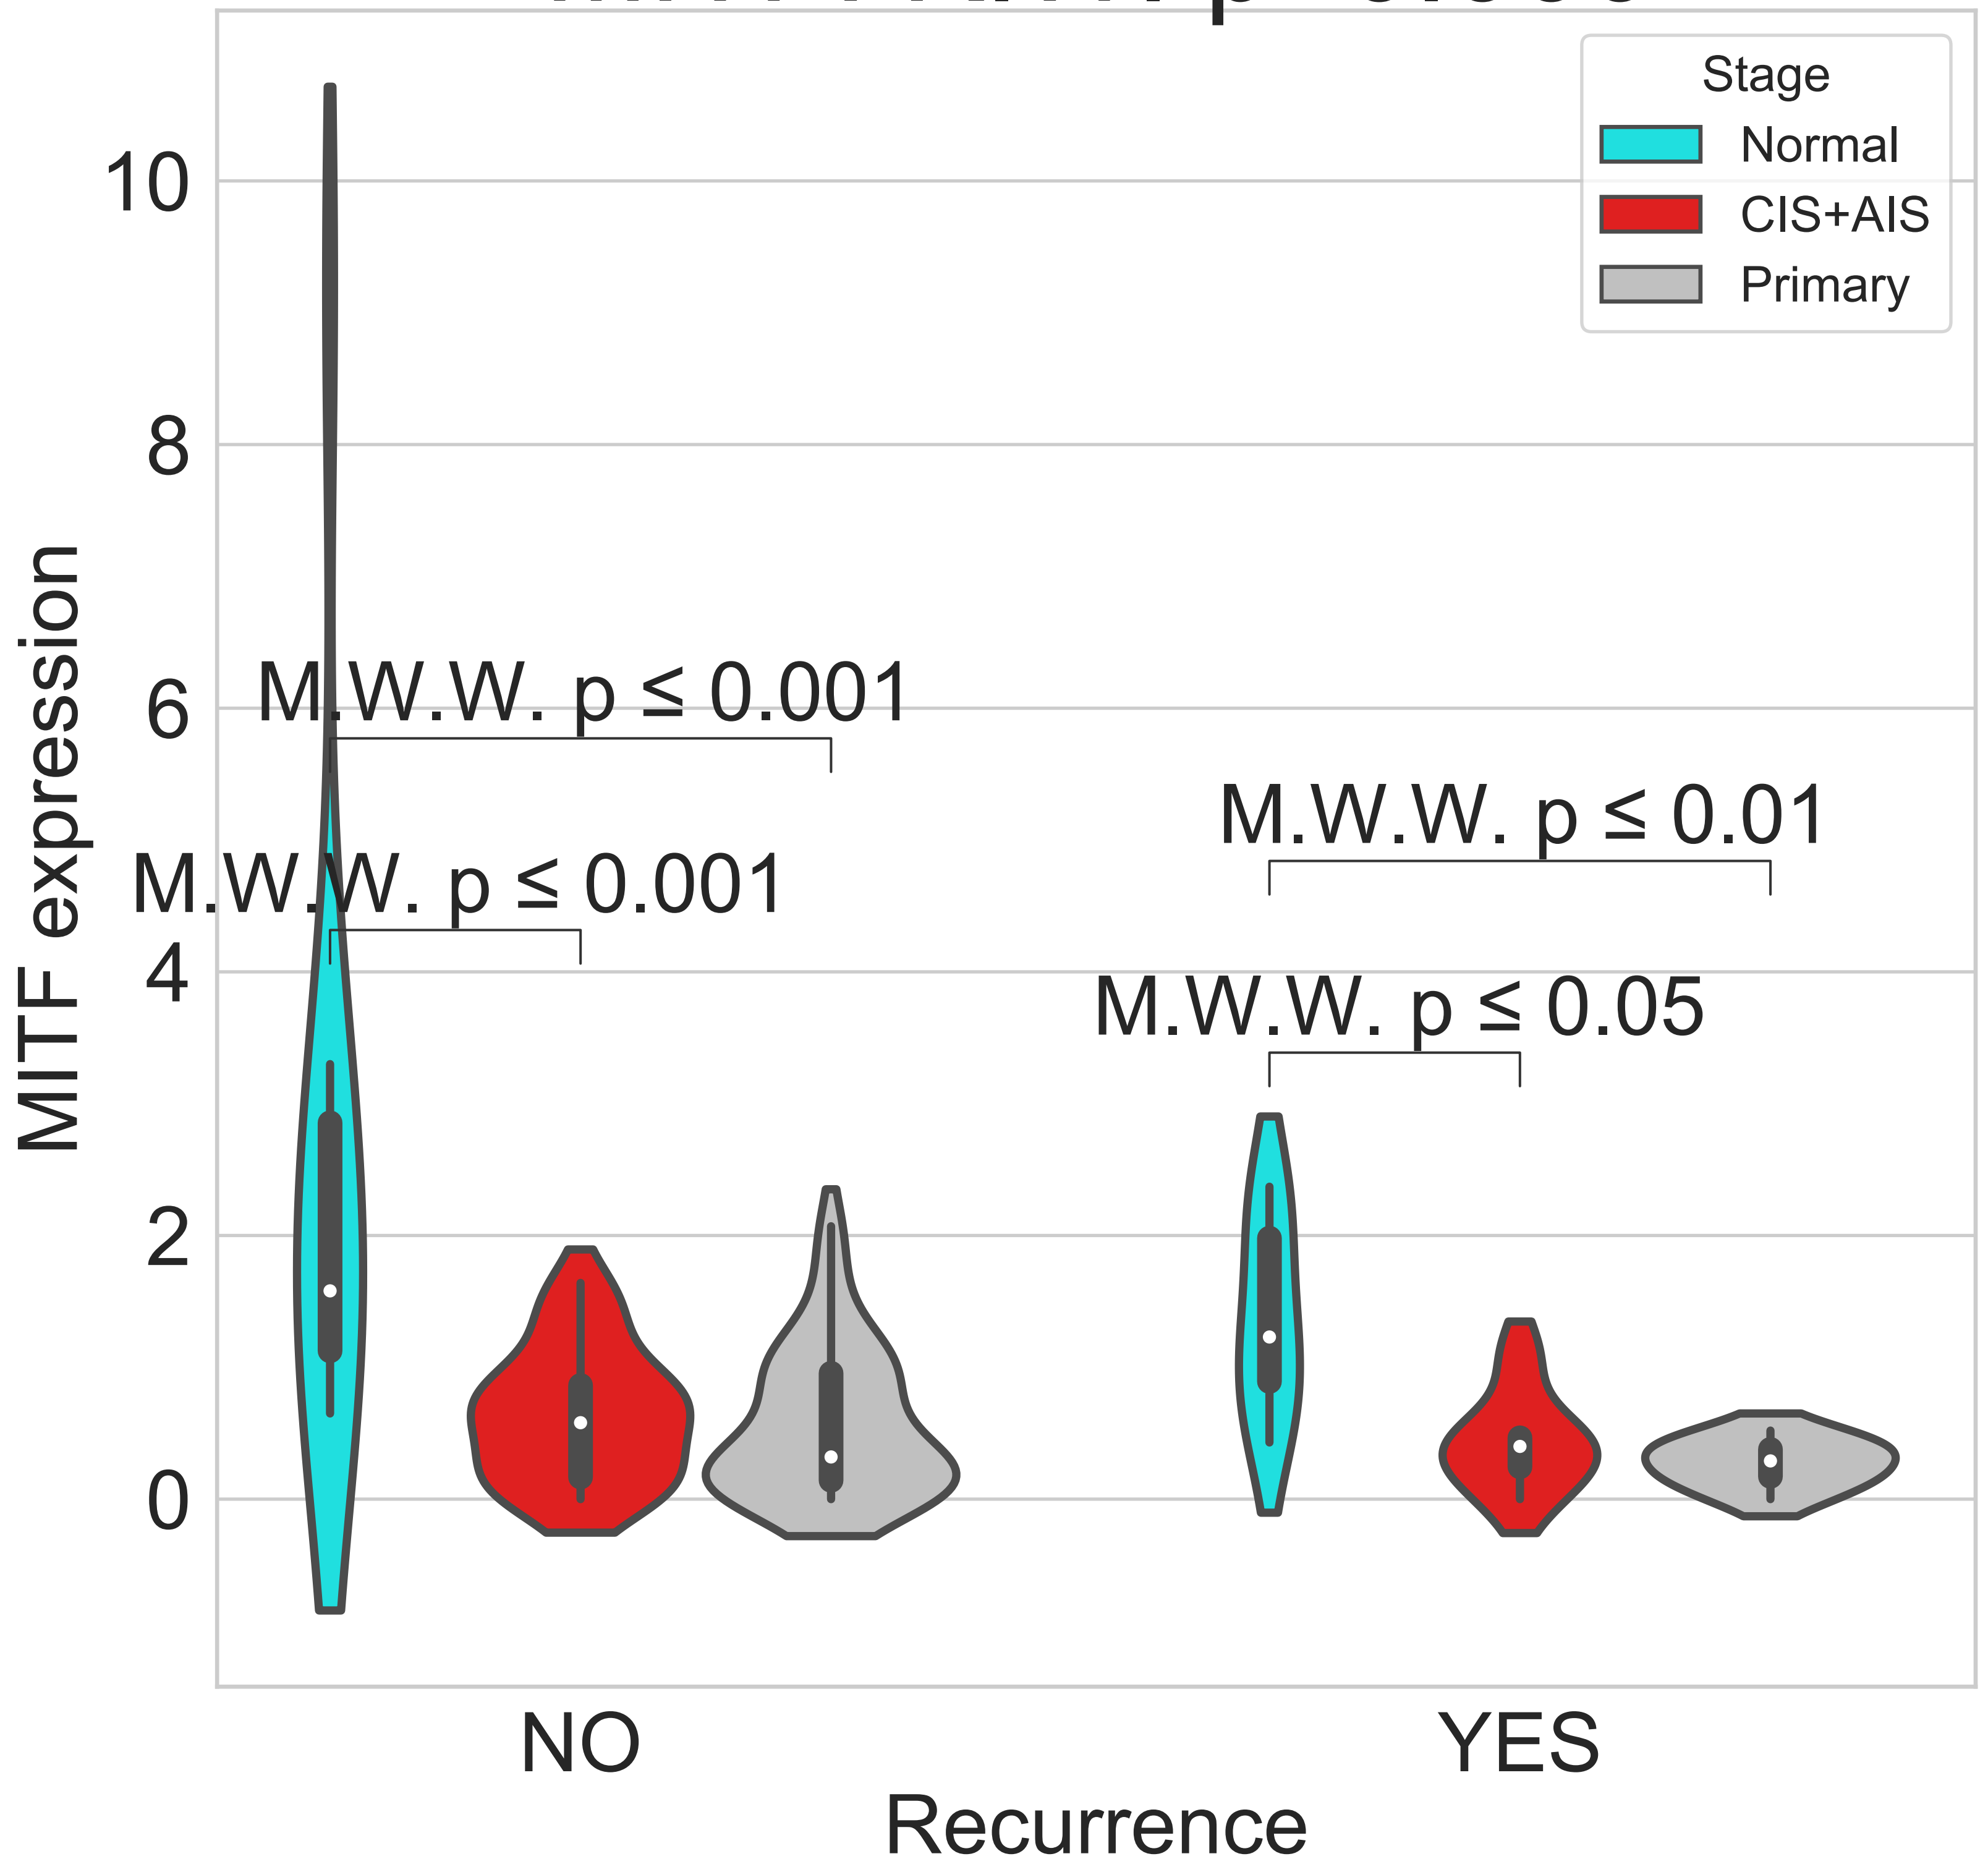 Stage
Normal
CIS+AIS
Primary
10
8
6
4
2
0
MITF expression
M.W.W. p ≤ 0.001
M.W.W. p ≤ 0.001
M.W.W. p ≤ 0.01
M.W.W. p ≤ 0.05
NO
YES
Recurrence